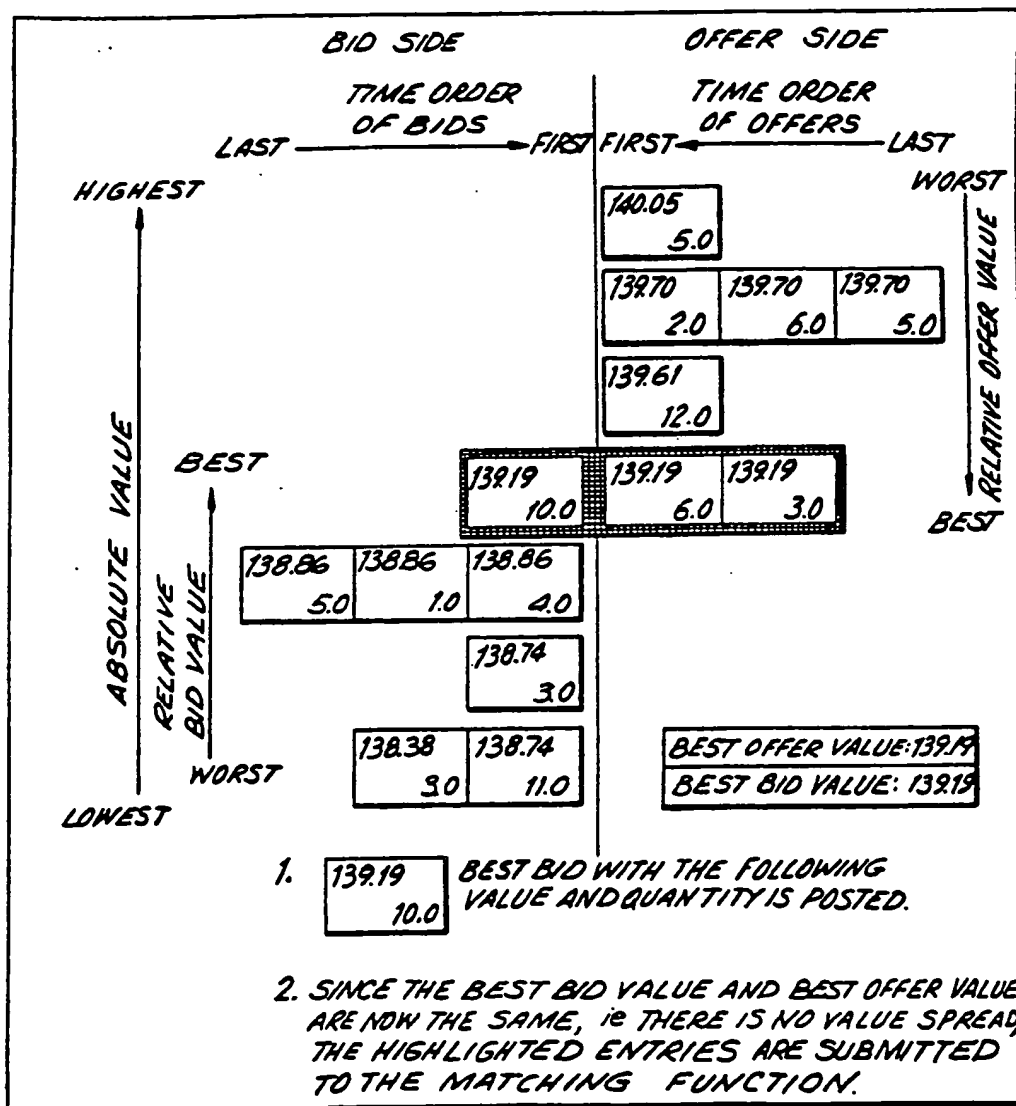 BID SIDE
OFFER SIDE
TIME ORDER
OF BIDS
TIME ORDER
OF OFFERS
LAST
FIRST
FIRST
LAST
HIGHEST
WORST
140.05
5.0
139.70
139.70
139.70
2.0
6.0
5.0
139.61
12.0
RELATIVE OFFER VALUE
ABSOLUTE VALUE
BEST
139.19
139.19
139.19
10.0
6.0
3.0
BEST
138.86
138.86
138.86
5.0
1.0
4.0
RELATIVE
BID VALUE
138.74
3.0
138.38
138.74
9.0
11.0
WORST
LOWEST
BEST OFFER VALUE: 139.19
BEST BID VALUE: 139.19
1.
139.19
10.0
BEST BID WITH THE FOLLOWING
VALUE AND QUANTITY IS POSTED.
2. SINCE THE BEST BID VALUE AND BEST OFFER VALUE
ARE NOW THE SAME, ie THERE IS NO VALUE SPREAD,
THE HIGHLIGHTED ENTRIES ARE SUBMITTED
TO THE MATCHING FUNCTION.